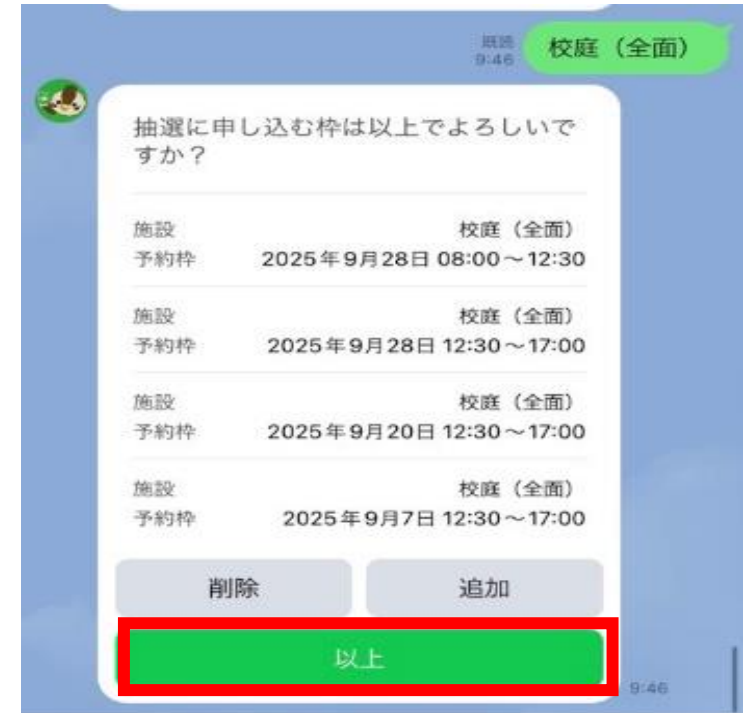 既読
9:46
校庭（全面）
抽選に申し込む枠は以上でよろしいで
すか？
施設 校庭（全面）
予約枠 2025年9月28日 08:00～12:30
施設 校庭（全面）
予約枠 2025年9月28日 12:30～17:00
施設 校庭（全面）
予約枠 2025年9月20日 12:30～17:00
施設 校庭（全面）
予約枠 2025年9月7日 12:30～17:00
削除 追加
以上
9:46